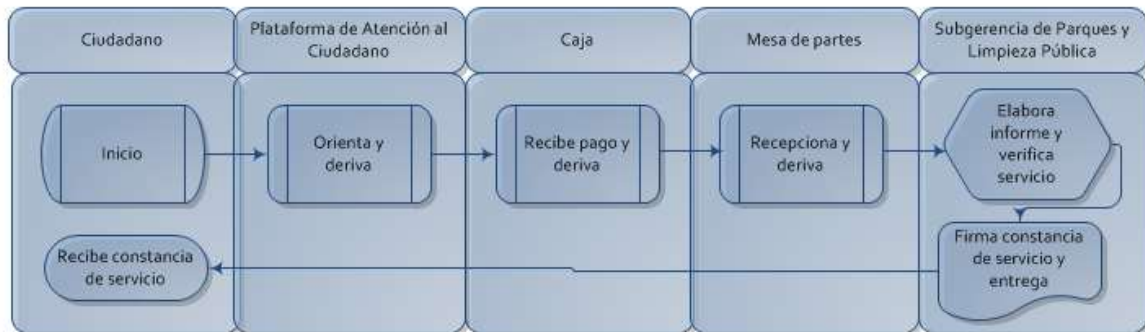 Ciudadano
Plataforma de Atención al
Ciudadano
Caja
Mesa de partes
Subgerencia de Parques y
Limpieza Pública
Inicio
Orienta y
deriva
Recibe pago y
deriva
Recepciona y
deriva
Elabora
informe y
verifica
servicio
Firma constancia
de servicio y
entrega
Recibe constancia
de servicio